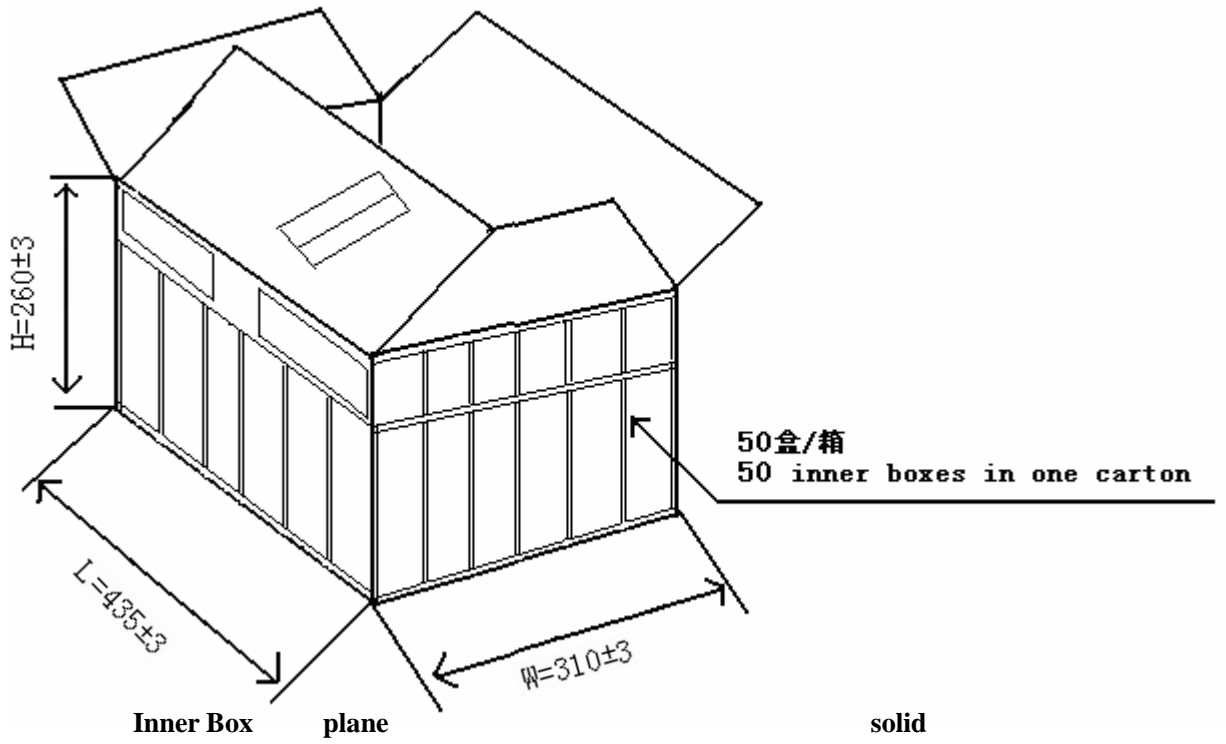 H=260±3
50盒/箱
50 inner boxes in one carton
L=435±3
W=310±3
Inner Box plane solid